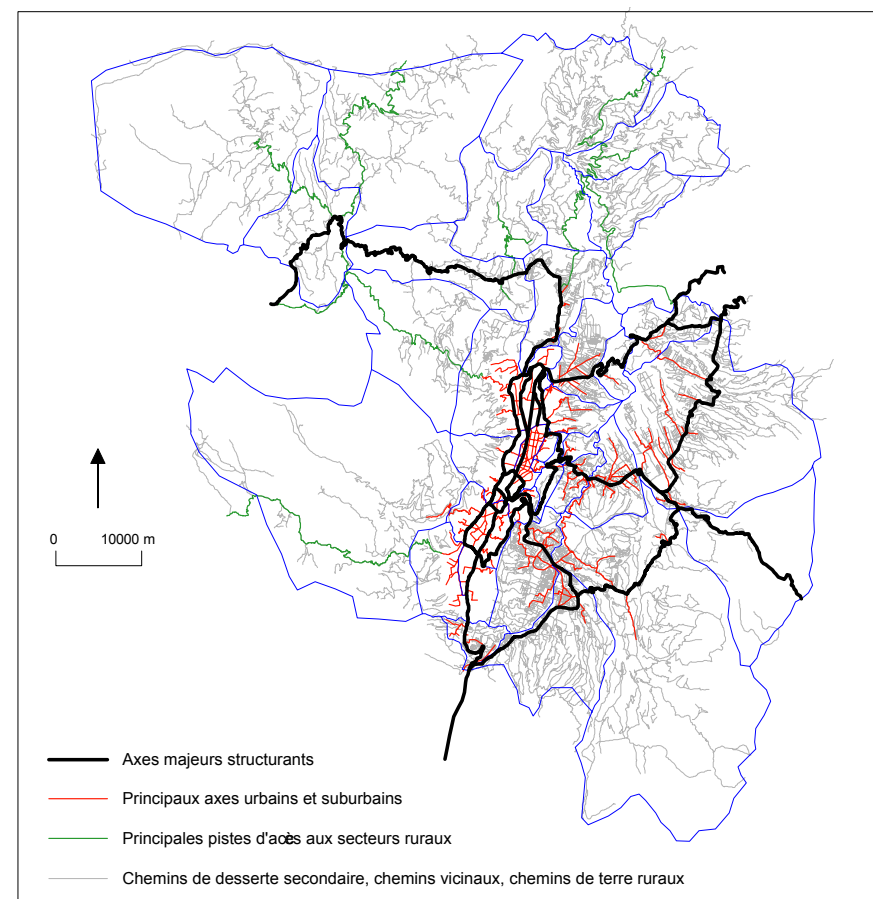 0 10000 m
Axes majeurs structurants
Principaux axes urbains et suburbains
Principales pistes d'accès aux secteurs ruraux
Chemins de desserte secondaire, chemins vicinaux, chemins de terre ruraux